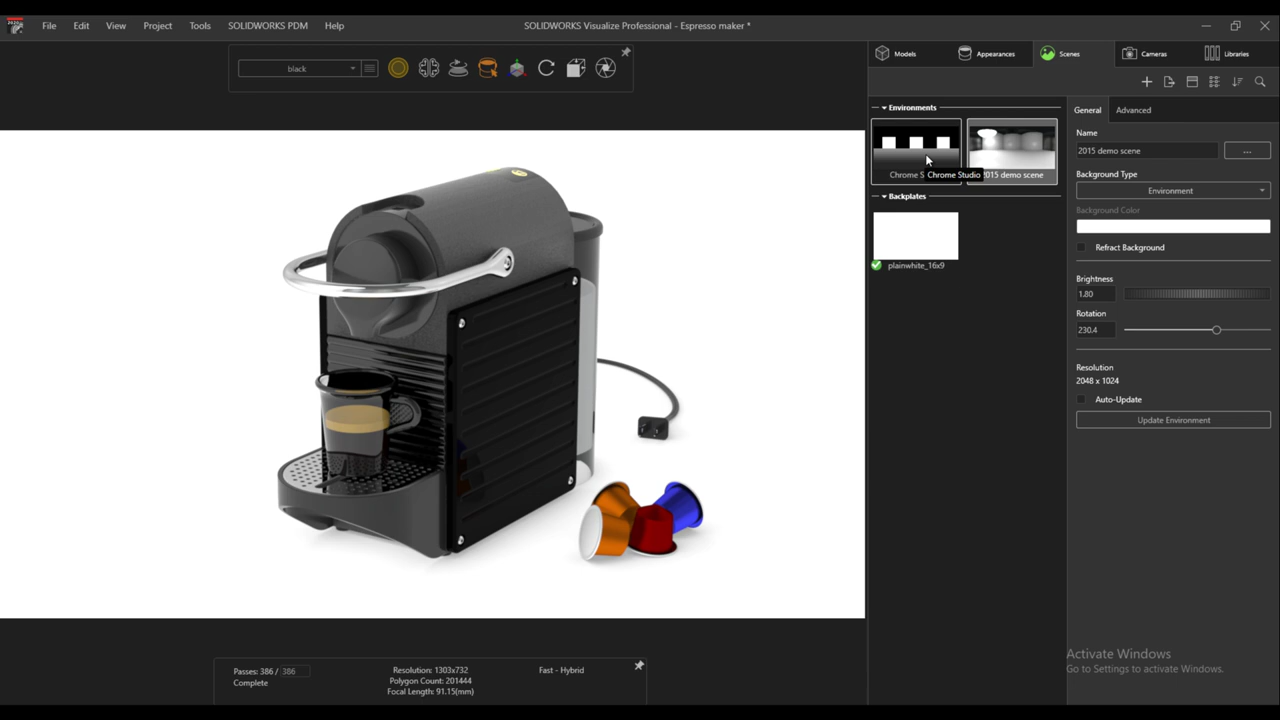 File Edit View Project Tools SOLIDWORKS PDM Help SOLIDWORKS Visualize Professional - Espresso maker *
black
Models Appearances Scenes Cameras Libraries
Environments
Chrome S Chrome Studio 2015 demo scene
Backplates
plainwhite_16x9
General Advanced
Name
2015 demo scene ...
Background Type
Environment
Background Color
Refract Background
Brightness
1.80
Rotation
230.4
Resolution
2048 x 1024
Auto-Update
Update Environment
Activate Windows
Go to Settings to activate Windows.
Passes: 386 / 386
Complete
Resolution: 1303x732
Polygon Count: 201444
Focal Length: 91.15(mm)
Fast - Hybrid